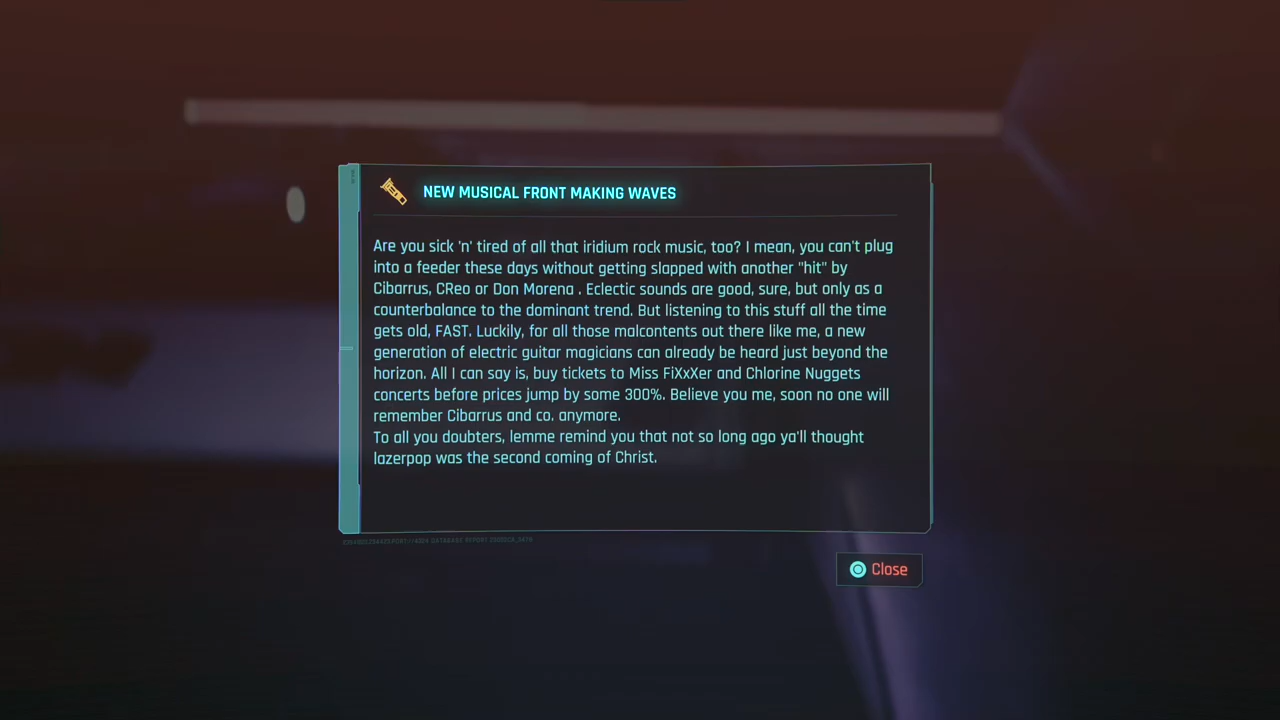 NEW MUSICAL FRONT MAKING WAVES
Are you sick 'n' tired of all that iridium rock music, too? I mean, you can't plug
into a feeder these days without getting slapped with another "hit" by
Cibarrus, CReo or Don Morena . Eclectic sounds are good, sure, but only as a
counterbalance to the dominant trend. But listening to this stuff all the time
gets old, FAST. Luckily, for all those malcontents out there like me, a new
generation of electric guitar magicians can already be heard just beyond the
horizon. All I can say is, buy tickets to Miss FiXxXer and Chlorine Nuggets
concerts before prices jump by some 300%. Believe you me, soon no one will
remember Cibarrus and co. anymore.
To all you doubters, lemme remind you that not so long ago ya'll thought
lazerpop was the second coming of Christ.
DATABASE REPORT
Close